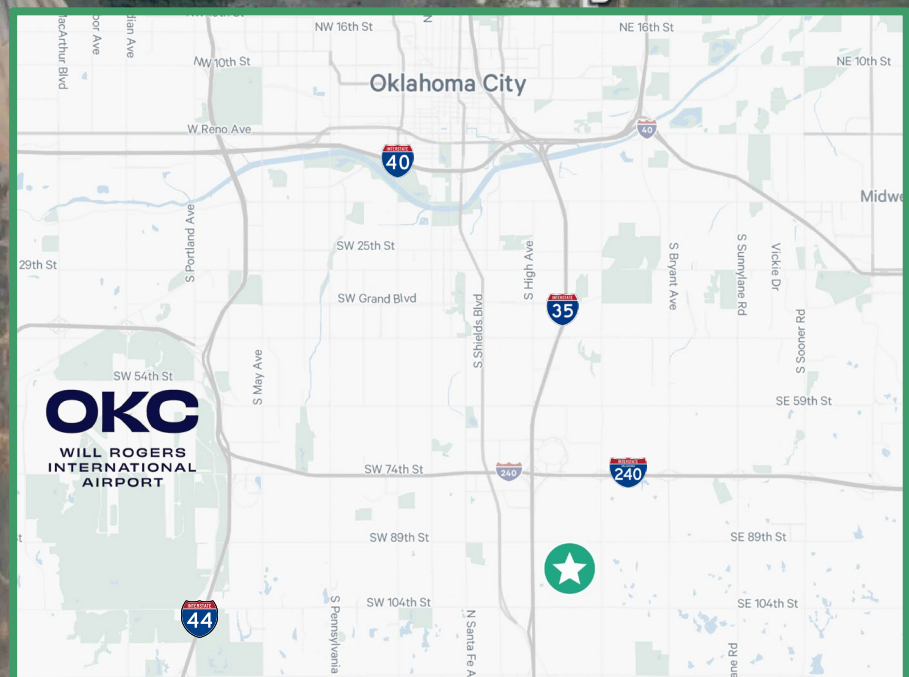 NW 16th St
NE 16th St
MacArthur Blvd
NW 10th St
NE 10th St
Oklahoma City
W Reno Ave
INTERSTATE
40
40
S Portland Ave
SW 25th St
29th St
S High Ave
S Bryant Ave
S Sunnylane Rd
Vickie Dr
SW Grand Blvd
S Shields Blvd
INTERSTATE
35
S Sooner Rd
S May Ave
SW 54th St
OKC
WILL ROGERS
INTERNATIONAL
AIRPORT
SE 59th St
SW 74th St
240
INTERSTATE
240
SW 89th St
SE 89th St
INTERSTATE
44
S Pennsylvania
SW 104th St
N Santa Fe A
SE 104th St